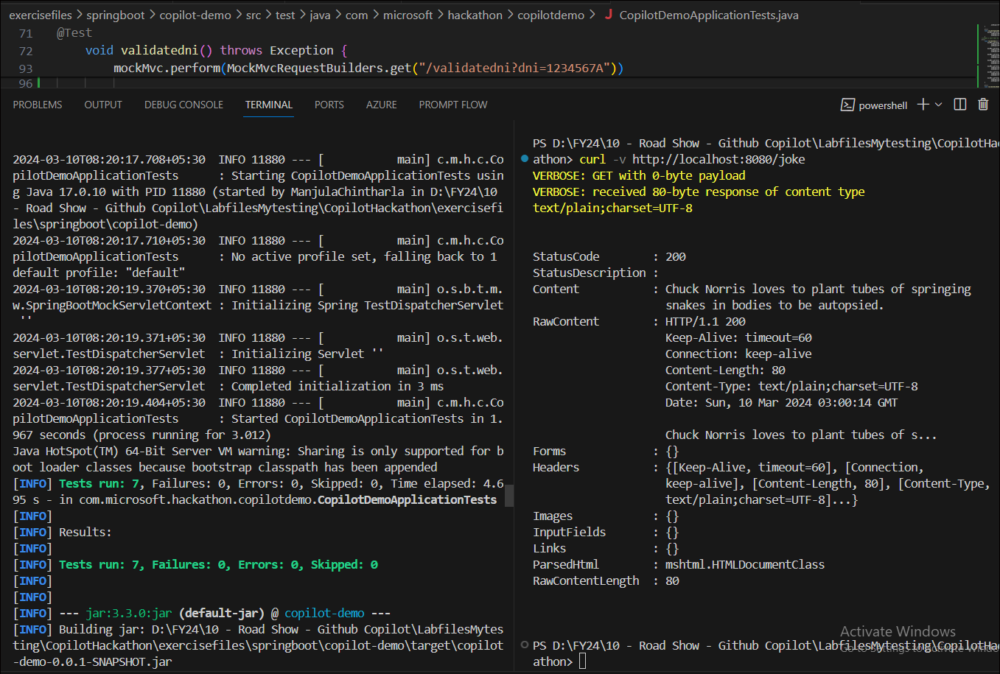 exercisefiles > springboot > copilot-demo > src > test > java > com > microsoft > hackathon > copilotdemo > J CopilotDemoApplicationTests.java
71 @Test
72 void validatedni() throws Exception {
93 mockMvc.perform(MockMvcRequestBuilders.get("/validatedni?dni=1234567A"))
96
PROBLEMS OUTPUT DEBUG CONSOLE TERMINAL PORTS AZURE PROMPT FLOW powershell
2024-03-10T08:20:17.708+05:30  INFO 11880 --- [           main] c.m.h.c.Co
pilotDemoApplicationTests      : Starting CopilotDemoApplicationTests usin
g Java 17.0.10 with PID 11880 (started by ManjulaChintharla in D:\FY24\10
- Road Show - Github Copilot\LabfilesMytesting\CopilotHackathon\exercisefi
les\springboot\copilot-demo)
2024-03-10T08:20:17.710+05:30  INFO 11880 --- [           main] c.m.h.c.Co
pilotDemoApplicationTests      : No active profile set, falling back to 1
default profile: "default"
2024-03-10T08:20:19.370+05:30  INFO 11880 --- [           main] o.s.b.t.m.
w.SpringBootMockServletContext : Initializing Spring TestDispatcherServlet
''
2024-03-10T08:20:19.371+05:30  INFO 11880 --- [           main] o.s.t.web.
servlet.TestDispatcherServlet  : Initializing Servlet ''
2024-03-10T08:20:19.377+05:30  INFO 11880 --- [           main] o.s.t.web.
servlet.TestDispatcherServlet  : Completed initialization in 3 ms
2024-03-10T08:20:19.404+05:30  INFO 11880 --- [           main] c.m.h.c.Co
pilotDemoApplicationTests      : Started CopilotDemoApplicationTests in 1.
967 seconds (process running for 3.012)
Java HotSpot(TM) 64-Bit Server VM warning: Sharing is only supported for b
oot loader classes because bootstrap classpath has been appended
[INFO] Tests run: 7, Failures: 0, Errors: 0, Skipped: 0, Time elapsed: 4.6
95 s - in com.microsoft.hackathon.copilotdemo.CopilotDemoApplicationTests
[INFO]
[INFO] Results:
[INFO]
[INFO] Tests run: 7, Failures: 0, Errors: 0, Skipped: 0
[INFO]
[INFO]
[INFO] --- jar:3.3.0:jar (default-jar) @ copilot-demo ---
[INFO] Building jar: D:\FY24\10 - Road Show - Github Copilot\LabfilesMytes
ting\CopilotHackathon\exercisefiles\springboot\copilot-demo\target\copilot
-demo-0.0.1-SNAPSHOT.jar
PS D:\FY24\10 - Road Show - Github Copilot\LabfilesMytesting\CopilotHac
athon> curl -v http://localhost:8080/joke
VERBOSE: GET with 0-byte payload
VERBOSE: received 80-byte response of content type
text/plain;charset=UTF-8
StatusCode        : 200
StatusDescription :
Content           : Chuck Norris loves to plant tubes of springing
snakes in bodies to be autopsied.
RawContent        : HTTP/1.1 200
Keep-Alive: timeout=60
Connection: keep-alive
Content-Length: 80
Content-Type: text/plain;charset=UTF-8
Date: Sun, 10 Mar 2024 03:00:14 GMT
Chuck Norris loves to plant tubes of s...
Forms             : {}
Headers           : {[Keep-Alive, timeout=60], [Connection,
keep-alive], [Content-Length, 80], [Content-Type,
text/plain;charset=UTF-8]...}
Images            : {}
InputFields       : {}
Links             : {}
ParsedHtml        : mshtml.HTMLDocumentClass
RawContentLength  : 80
Activate Windows
Go to Settings to activate Windo
PS D:\FY24\10 - Road Show - Github Copilot\LabfilesMytesting\CopilotHac
athon>